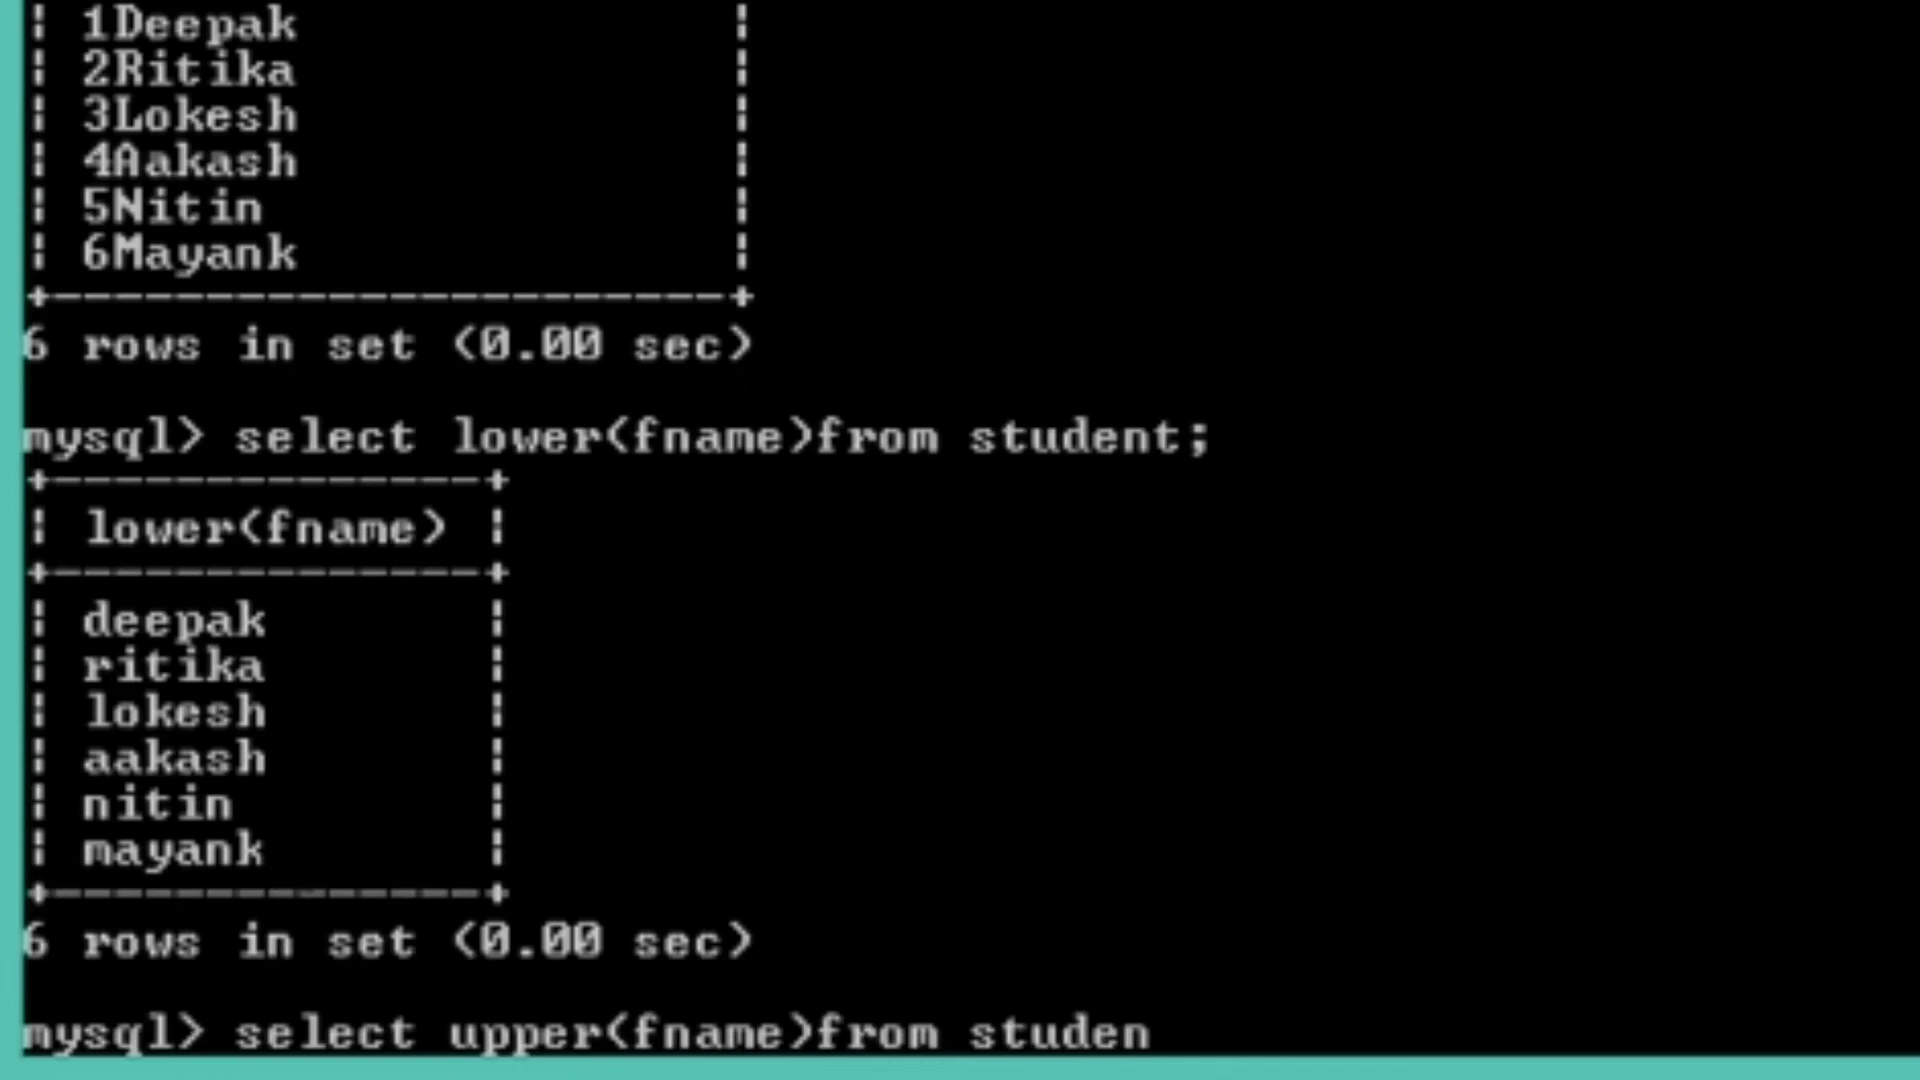 | 1Deepak |
| 2Ritika |
| 3Lokesh |
| 4Aakash |
| 5Nitin |
| 6Mayank |
+-----------------------+
6 rows in set (0.00 sec)
mysql> select lower(fname)from student;
+--------------+
| lower(fname) |
+--------------+
| deepak |
| ritika |
| lokesh |
| aakash |
| nitin |
| mayank |
+--------------+
6 rows in set (0.00 sec)
mysql> select upper(fname)from studen